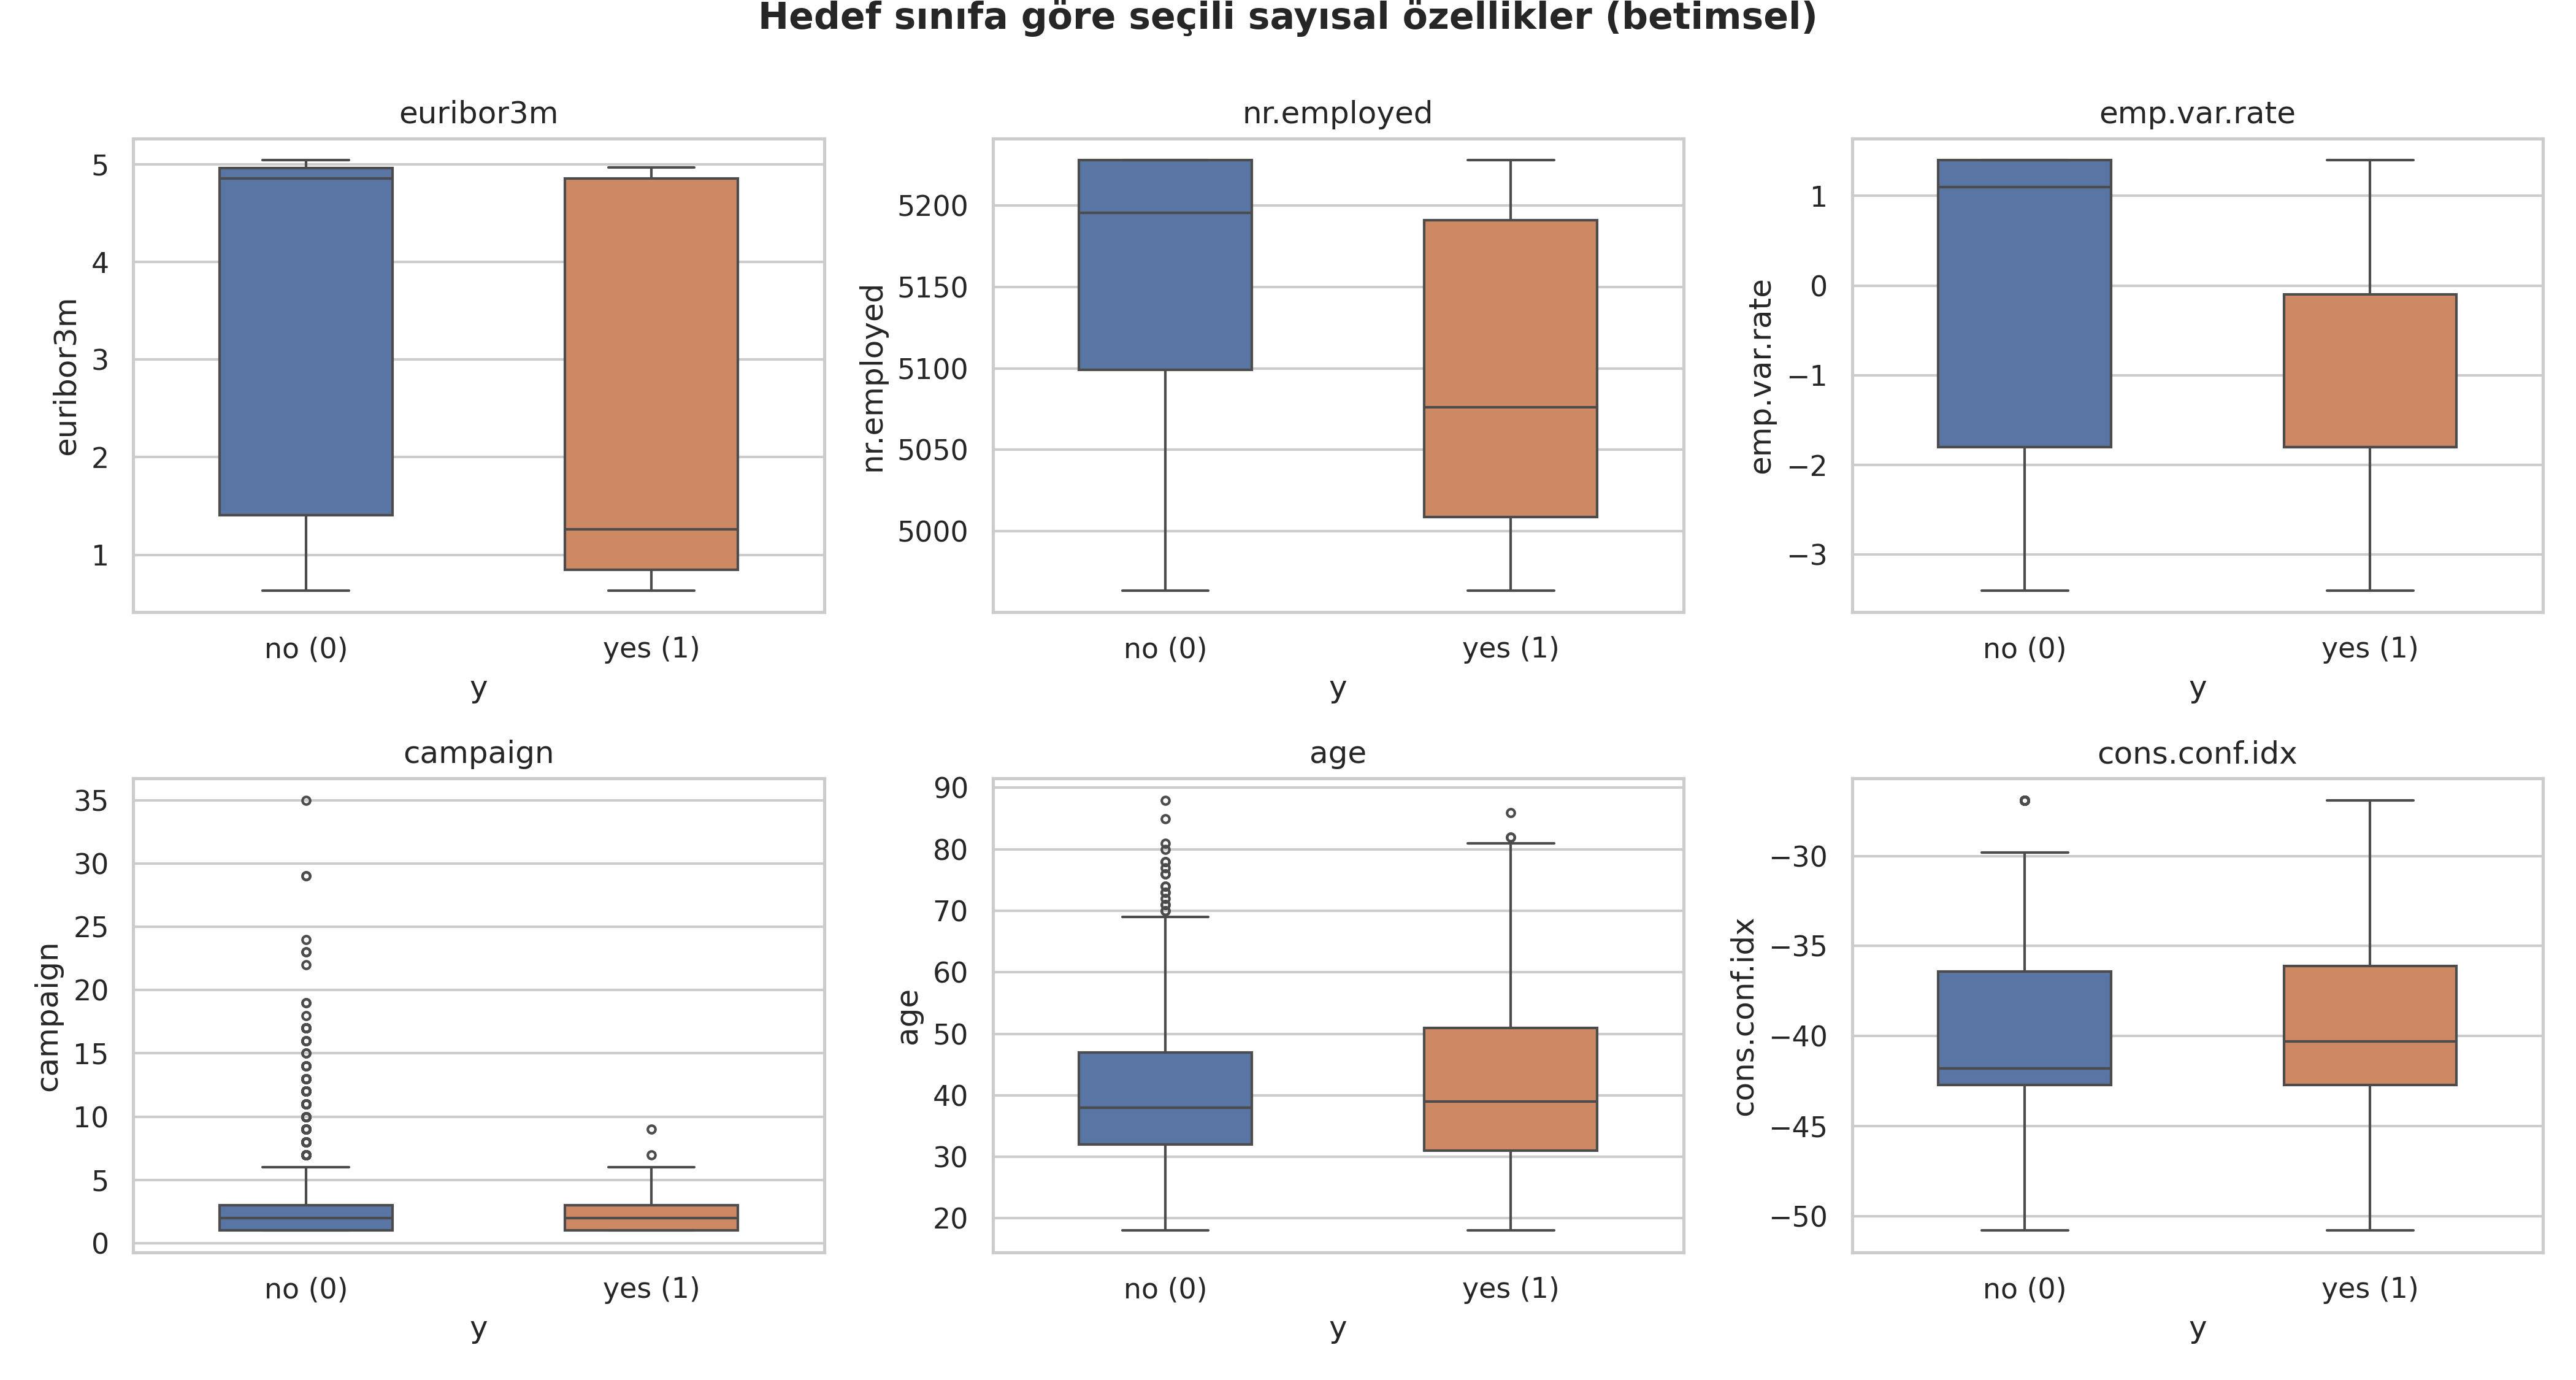 Hedef sınıfa göre seçili sayısal özellikler (betimsel)
euribor3m
euribor3m
5
4
3
2
1
no (0)
yes (1)
y
nr.employed
nr.employed
5200
5150
5100
5050
5000
no (0)
yes (1)
y
emp.var.rate
emp.var.rate
1
0
−1
−2
−3
no (0)
yes (1)
y
campaign
campaign
35
30
25
20
15
10
5
0
no (0)
yes (1)
y
age
age
90
80
70
60
50
40
30
20
no (0)
yes (1)
y
cons.conf.idx
cons.conf.idx
−30
−35
−40
−45
−50
no (0)
yes (1)
y